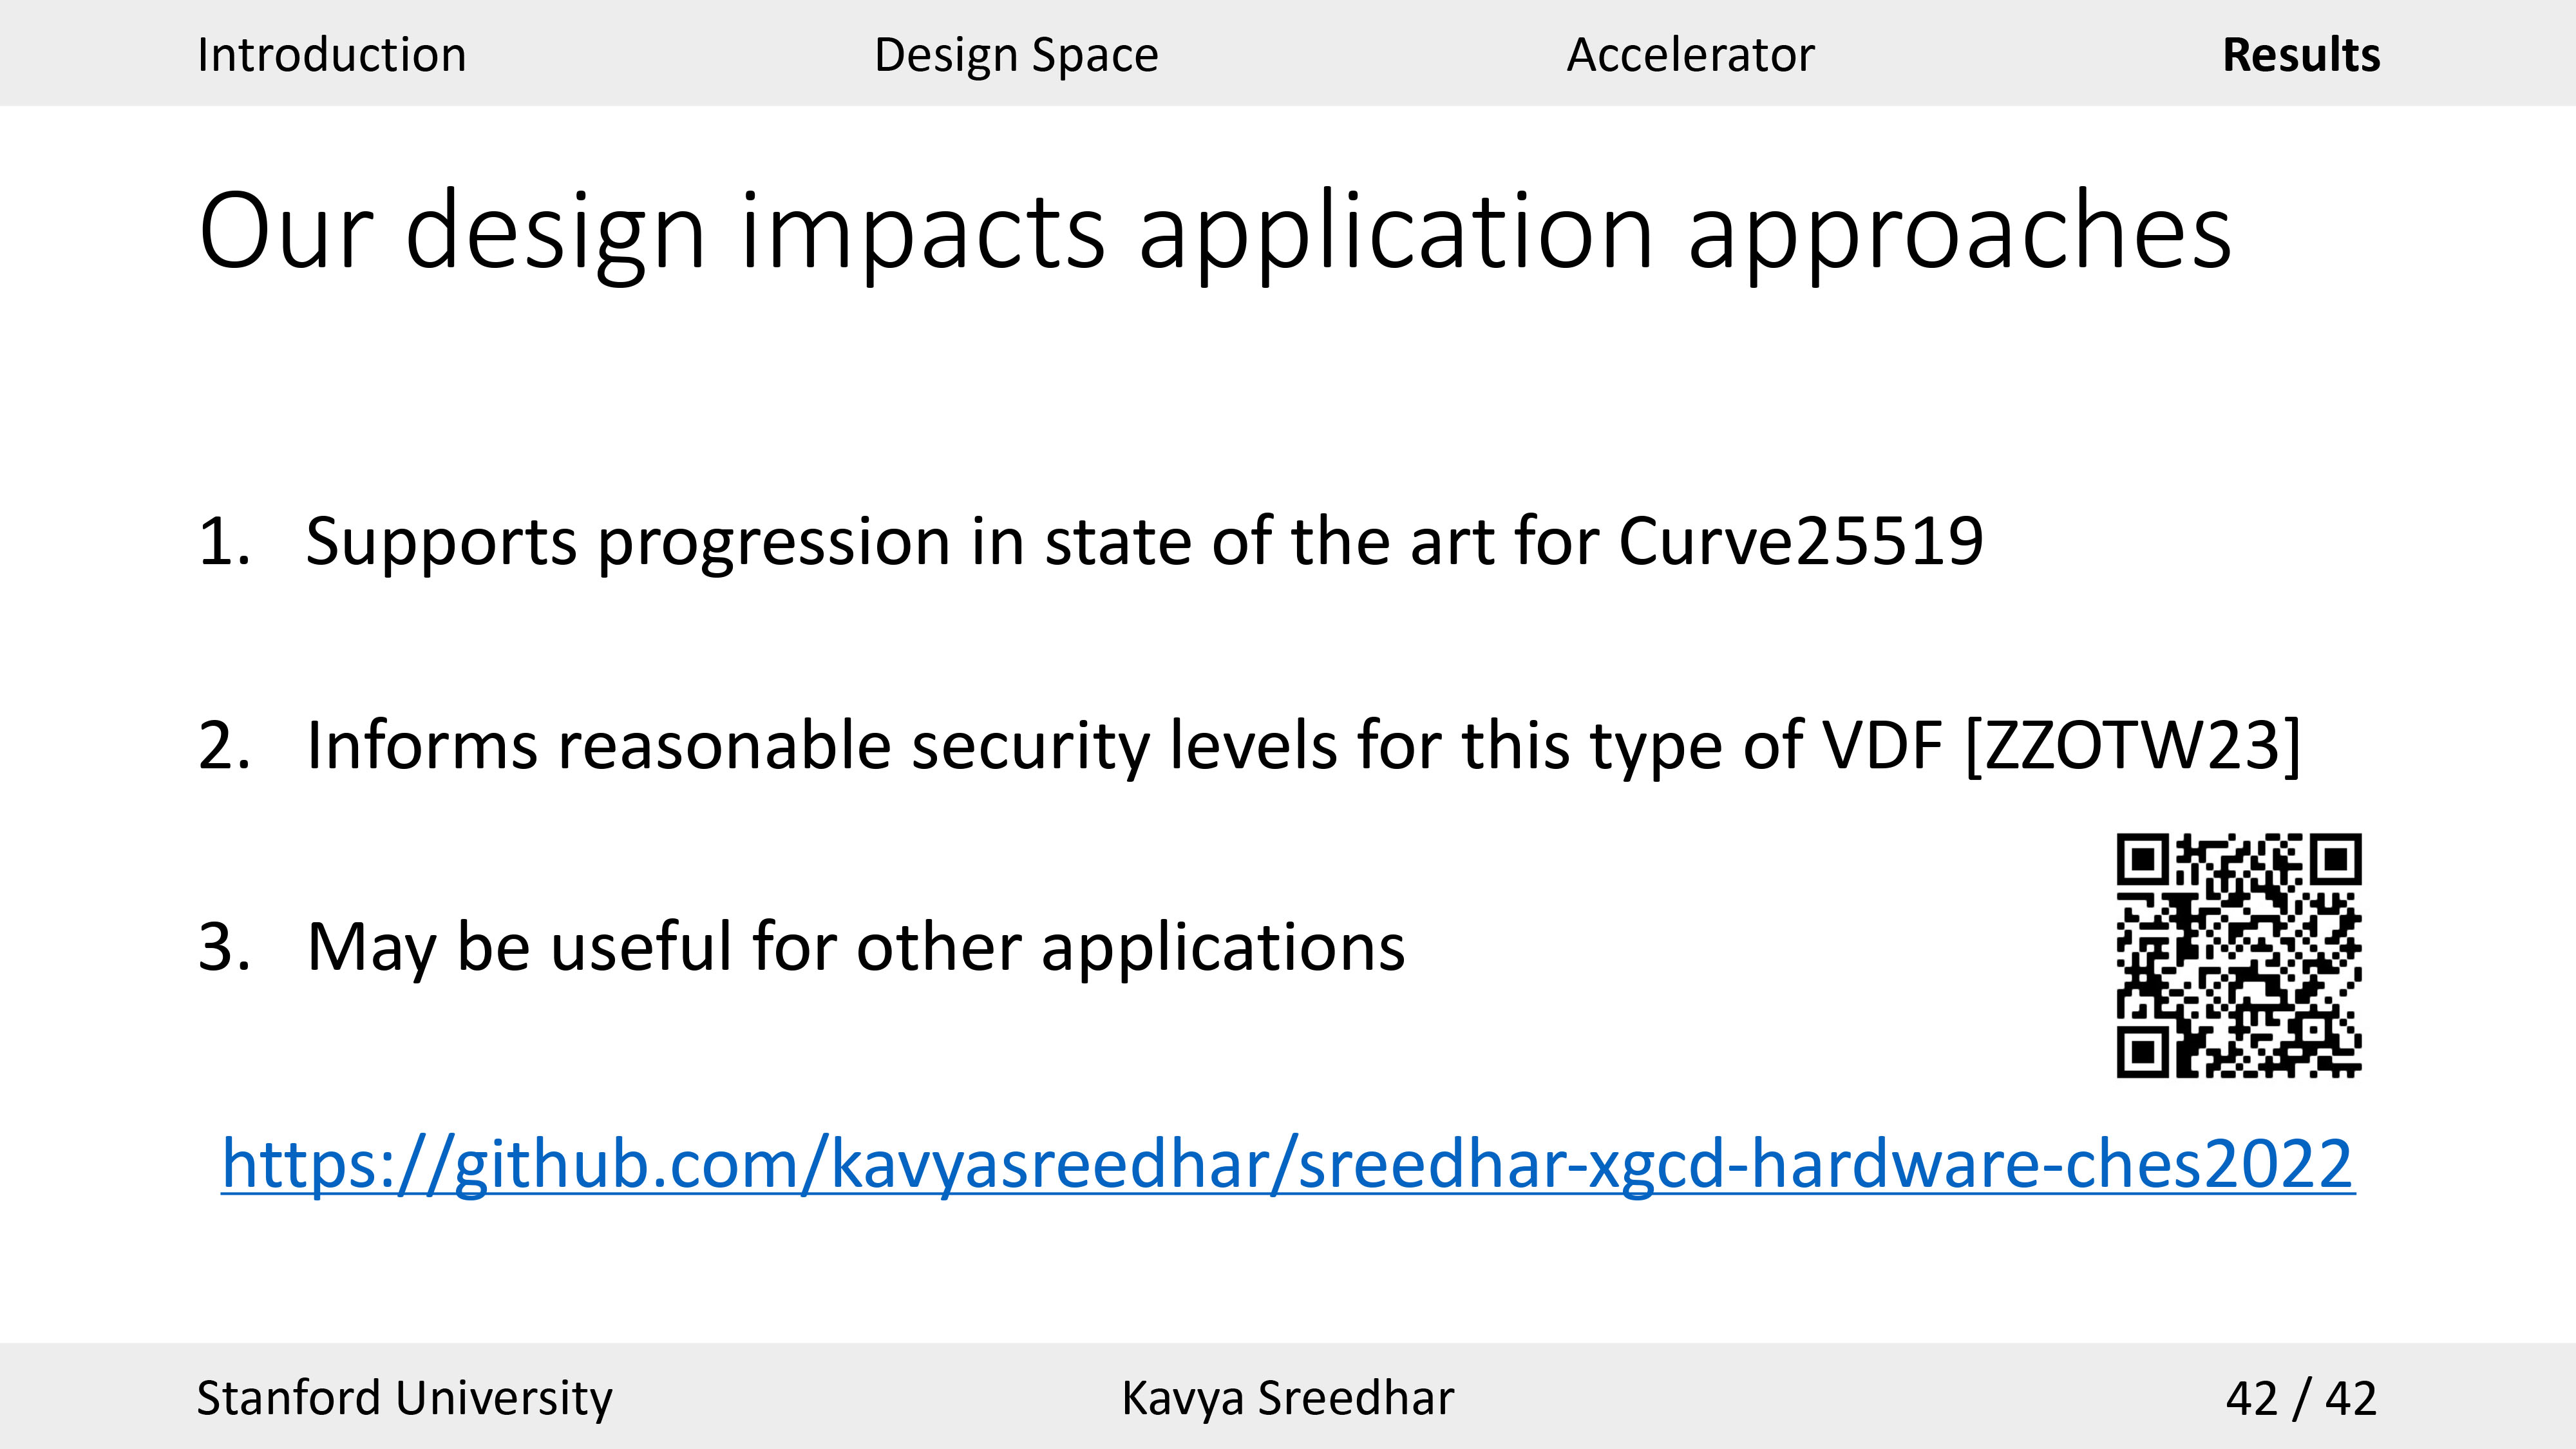 Introduction Design Space Accelerator Results
Our design impacts application approaches
1. Supports progression in state of the art for Curve25519
2. Informs reasonable security levels for this type of VDF [ZZOTW23]
3. May be useful for other applications
https://github.com/kavyasreedhar/sreedhar-xgcd-hardware-ches2022
Stanford University Kavya Sreedhar 42 / 42